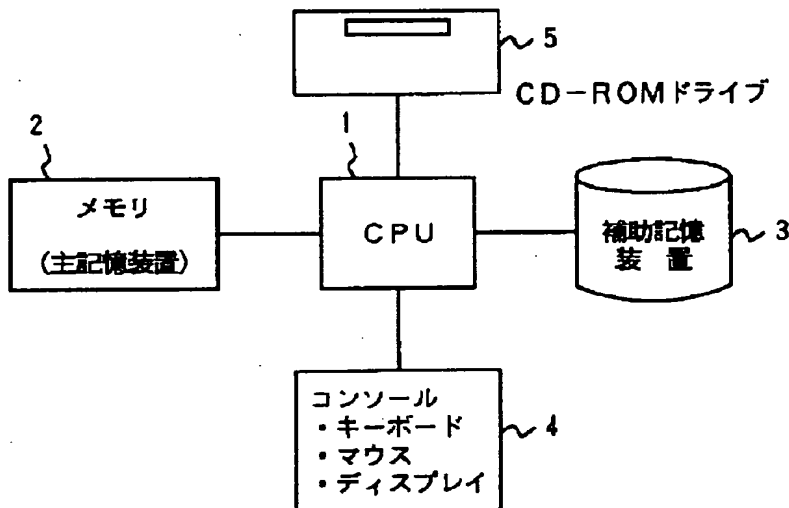 5
CD-ROMドライブ
2
1
メモリ
(主記憶装置)
CPU
補助記憶
装置
3
コンソール
・キーボード
・マウス
・ディスプレイ
4